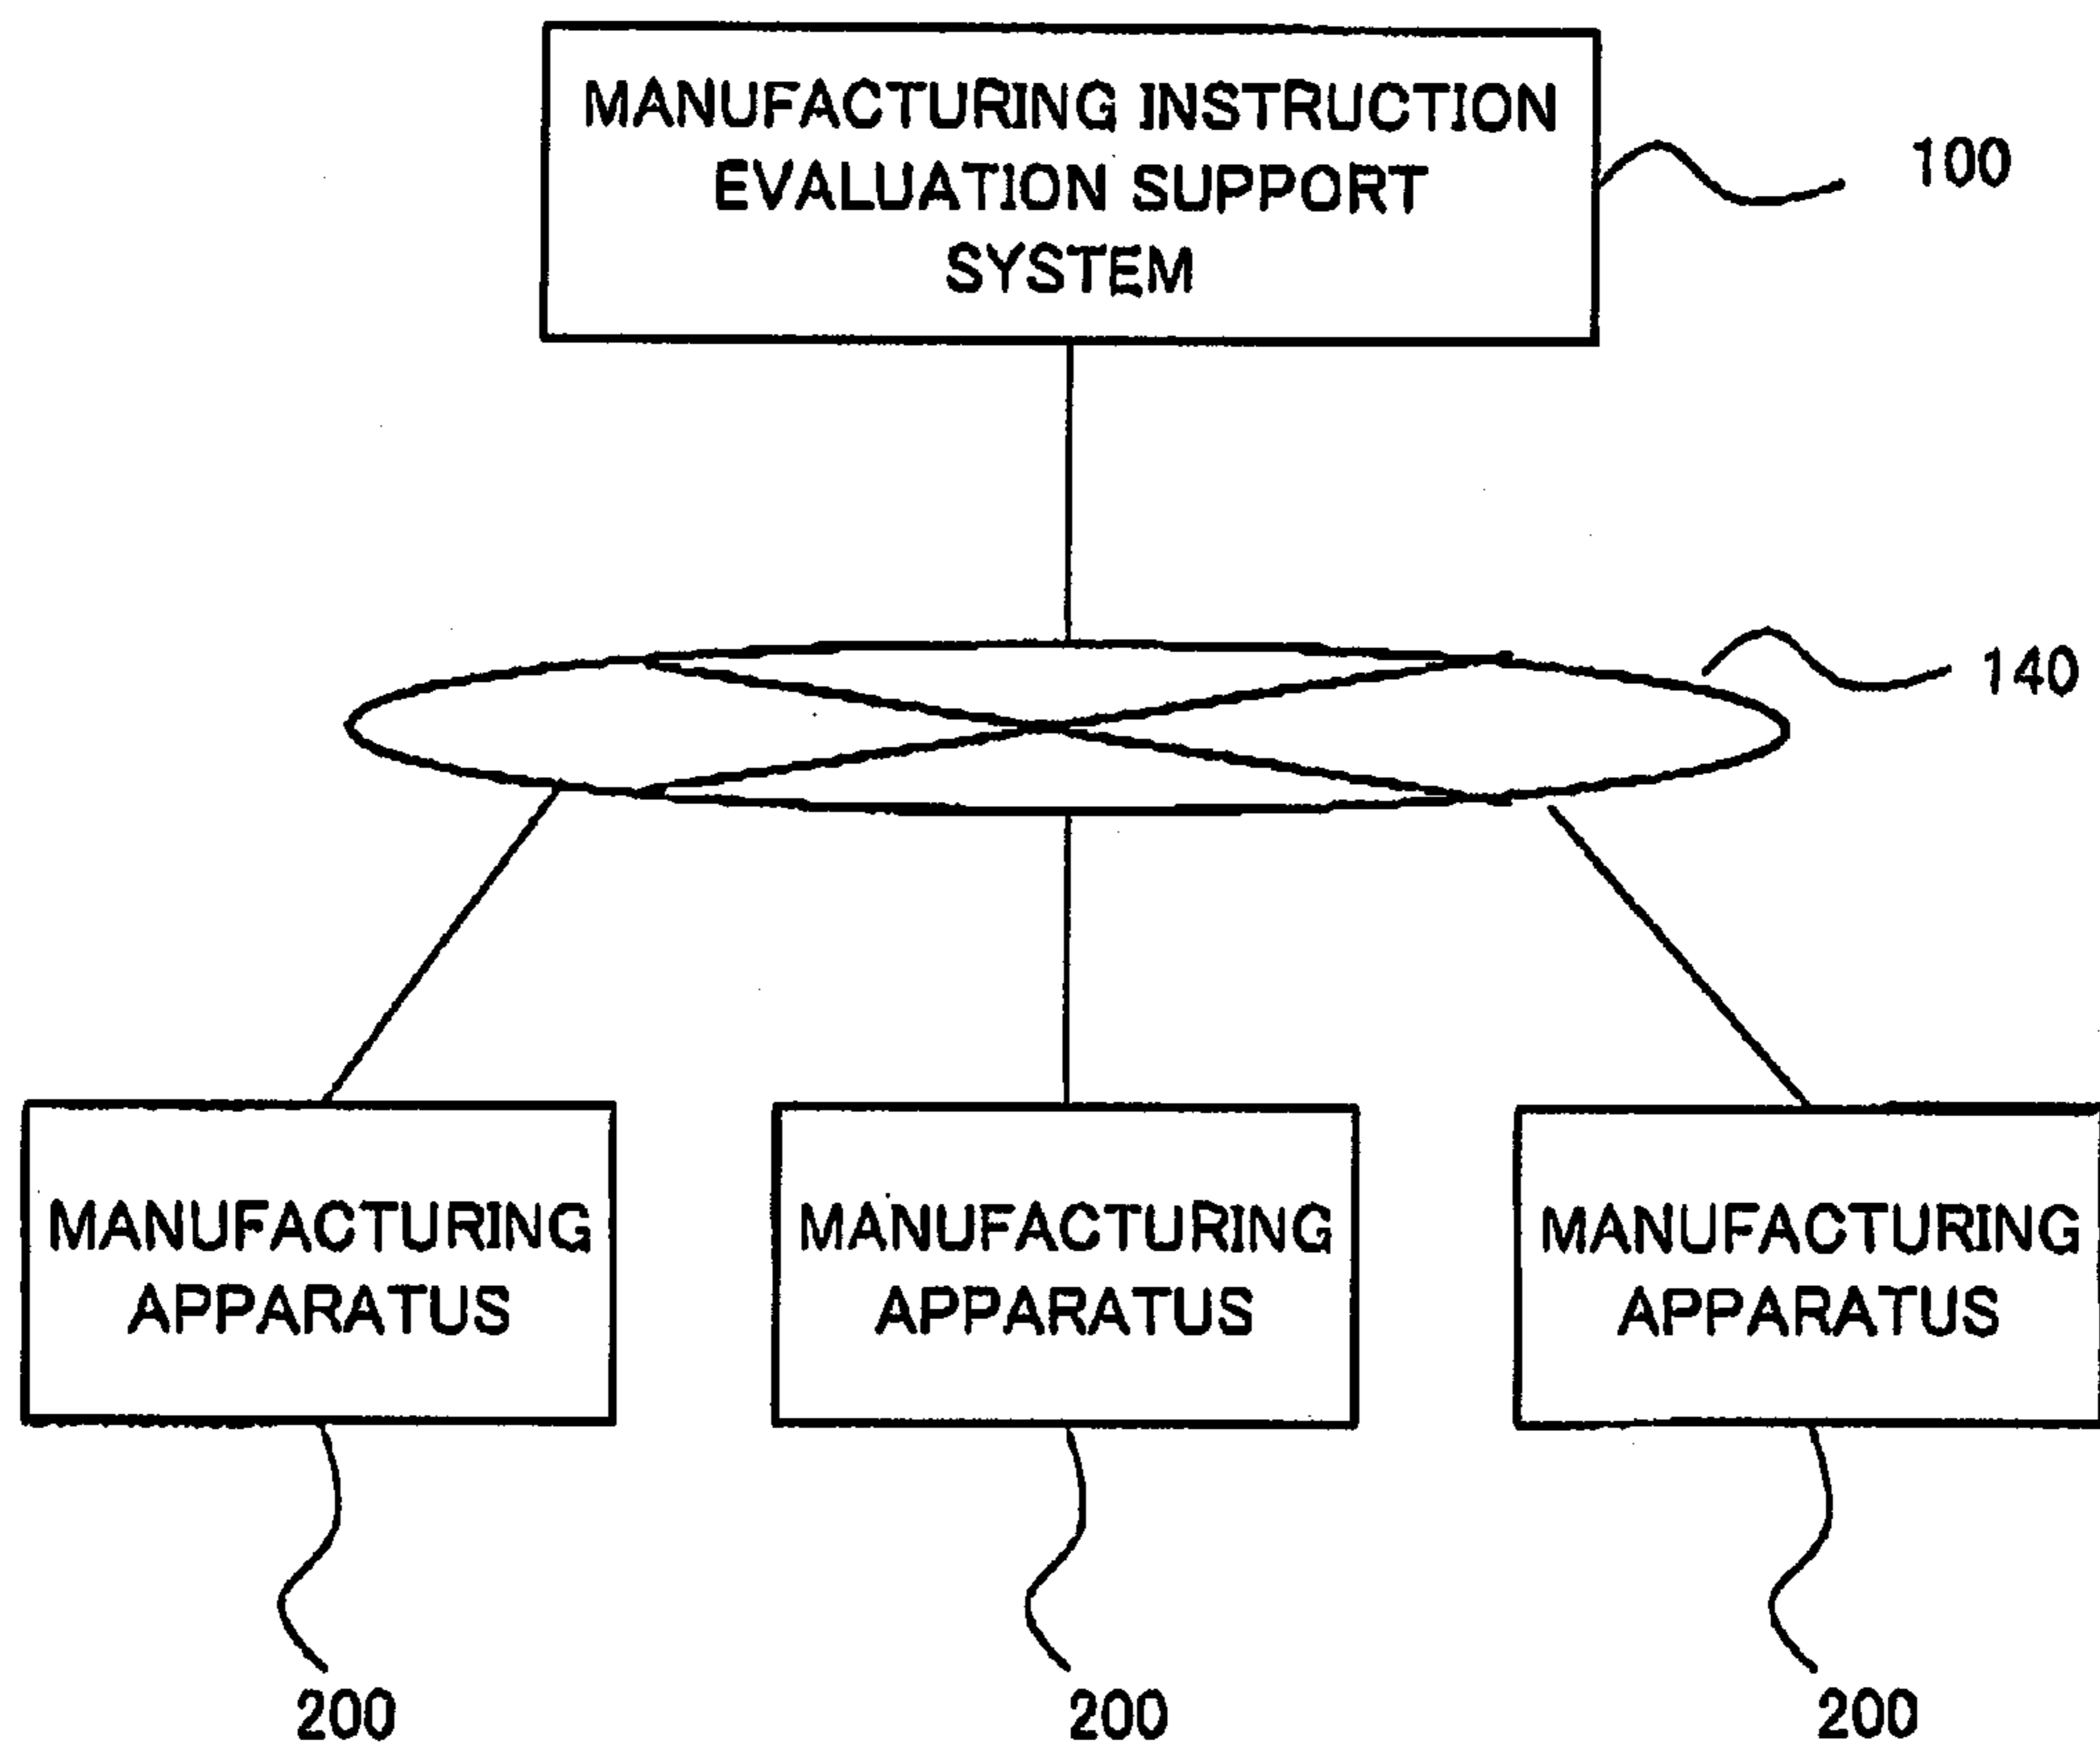 MANUFACTURING INSTRUCTION
EVALUATION SUPPORT
SYSTEM
100
140
MANUFACTURING
APPARATUS
MANUFACTURING
APPARATUS
MANUFACTURING
APPARATUS
200
200
200